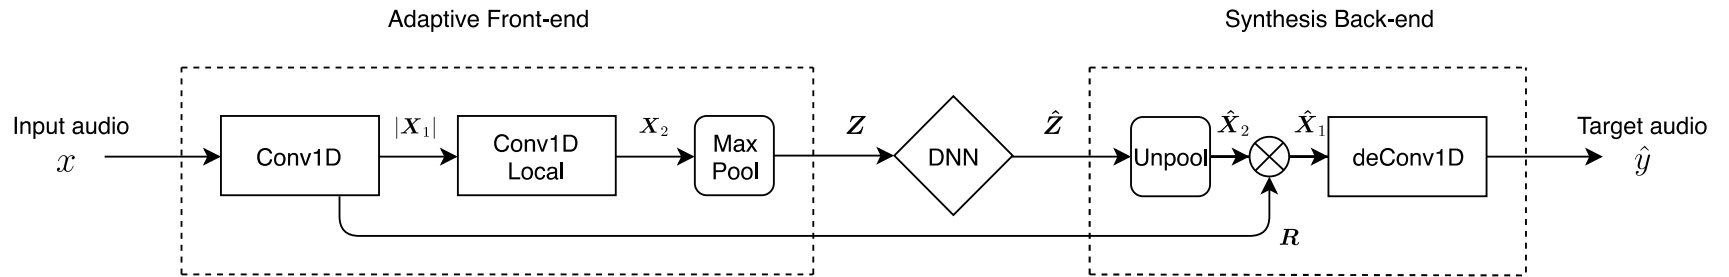 Adaptive Front-end
Synthesis Back-end
Input audio
x
Conv1D
|X₁|
Conv1D
Local
X₂
Max
Pool
Z
DNN
Ẑ
Unpool
X̂₂
X̂₁
deConv1D
Target audio
ŷ
R